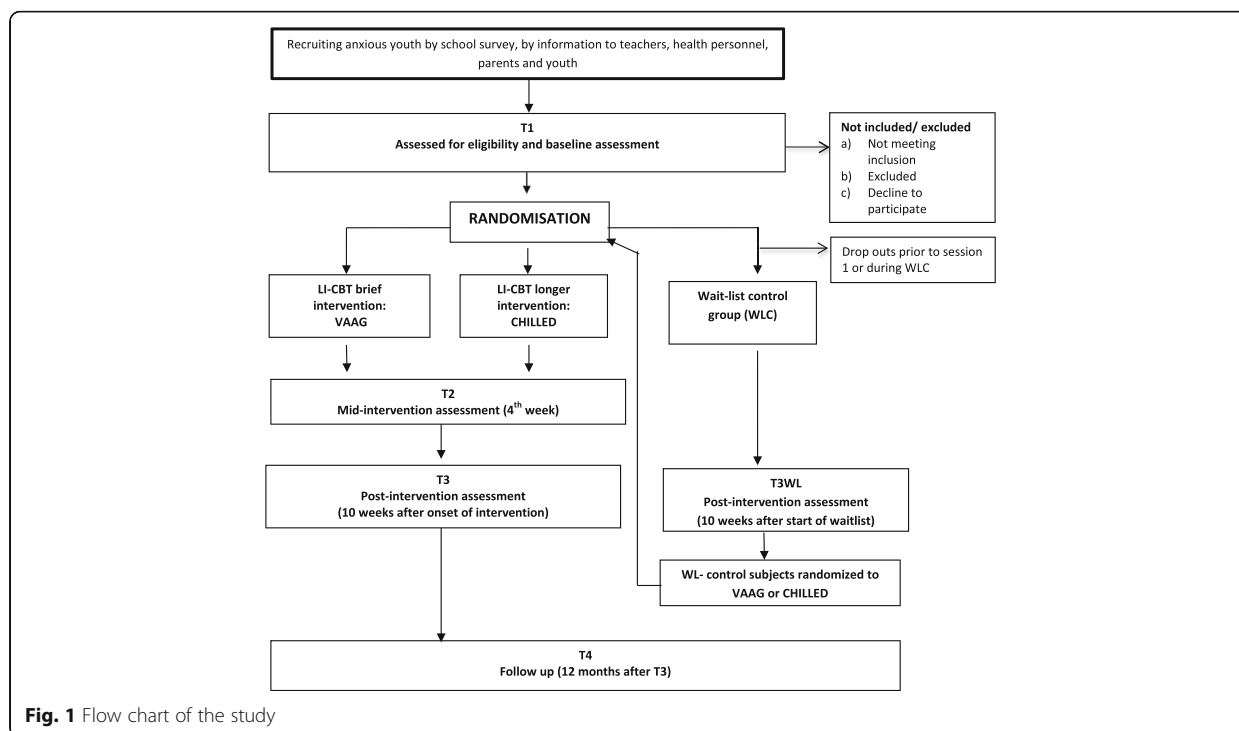 Recruiting anxious youth by school survey, by information to teachers, health personnel,
parents and youth
T1
Assessed for eligibility and baseline assessment
Not included/ excluded
a) Not meeting
inclusion
b) Excluded
c) Decline to
participate
RANDOMISATION
Drop outs prior to session
1 or during WLC
LI-CBT brief
intervention:
VAAG
LI-CBT longer
intervention:
CHILLED
Wait-list control
group (WLC)
T2
Mid-intervention assessment (4th week)
T3
Post-intervention assessment
(10 weeks after onset of intervention)
T3WL
Post-intervention assessment
(10 weeks after start of waitlist)
WL- control subjects randomized to
VAAG or CHILLED
T4
Follow up (12 months after T3)
Fig. 1 Flow chart of the study